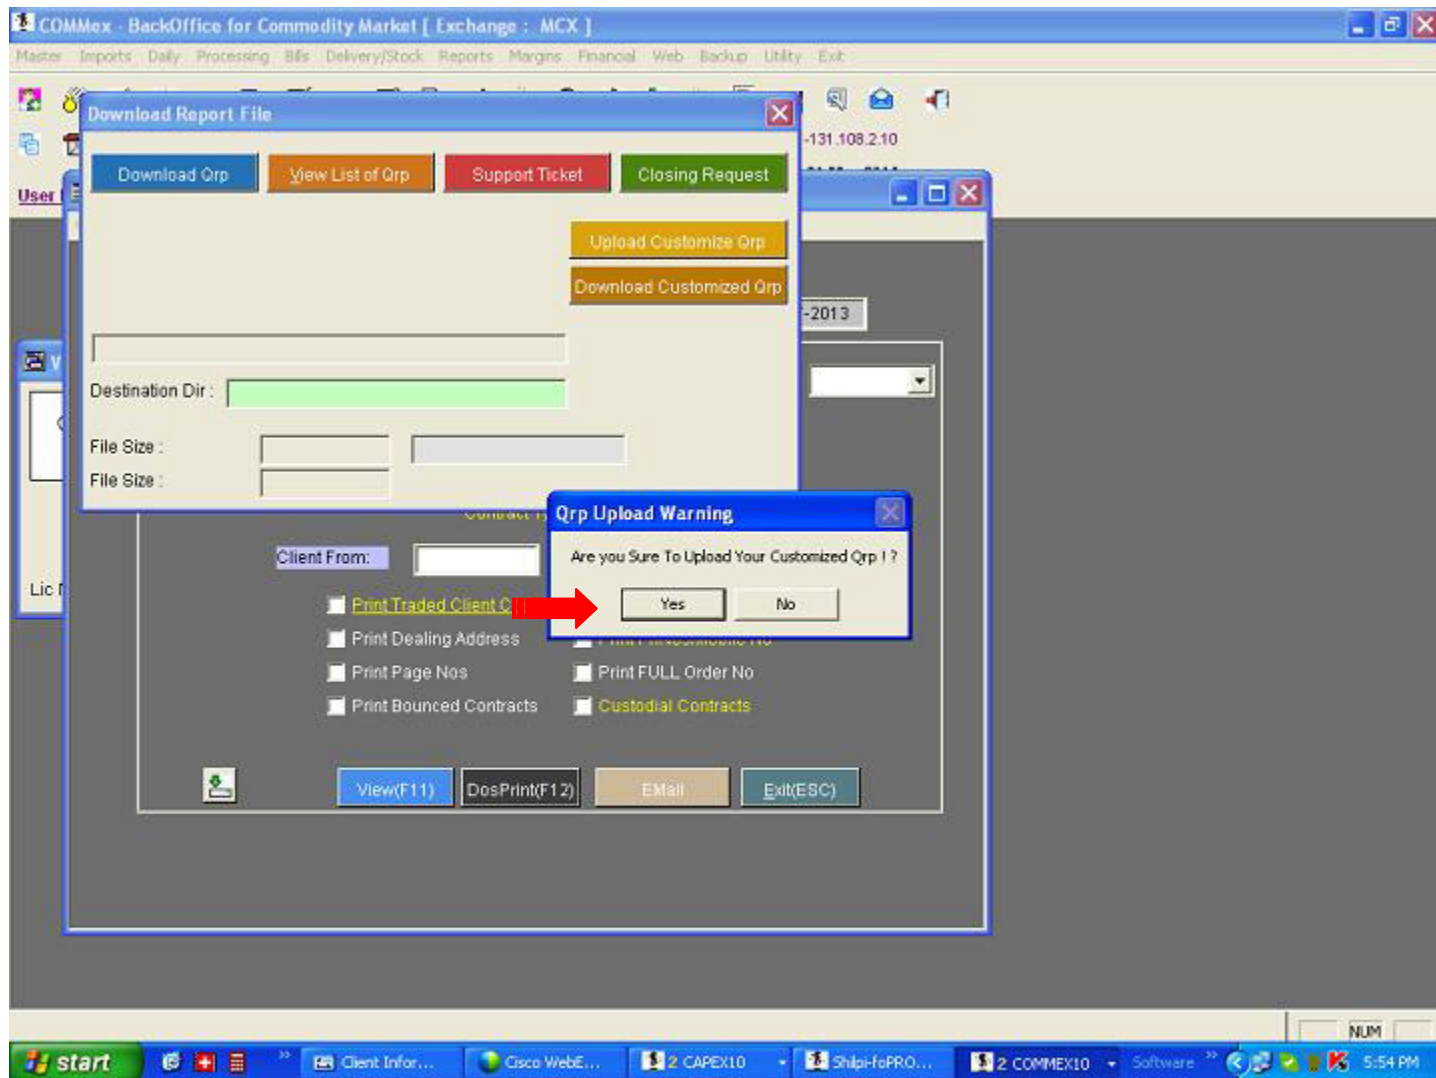 COMMex - BackOffice for Commodity Market [ Exchange : MCX ]
Master Imports Daily Processing Bills Delivery/Stock Reports Margins Financial Web Backup Utility Exit
Download Report File
-131.108.2.10
Download Qrp View List of Qrp Support Ticket Closing Request
User
Upload Customize Qrp
Download Customized Qrp
-2013
Destination Dir :
File Size :
File Size :
Qrp Upload Warning
Client From:
Are you Sure To Upload Your Customized Qrp ! ?
Lic
Print Traded Client
Yes No
Print Dealing Address
Print Page Nos Print FULL Order No
Print Bounced Contracts Custodial Contracts
View(F11) DosPrint(F12) EMail Exit(ESC)
NUM
start Client Infor... Cisco WebE... 2 CAPEX10 Shilpi-foPRO... 2 COMMEX10 Software 5:54 PM